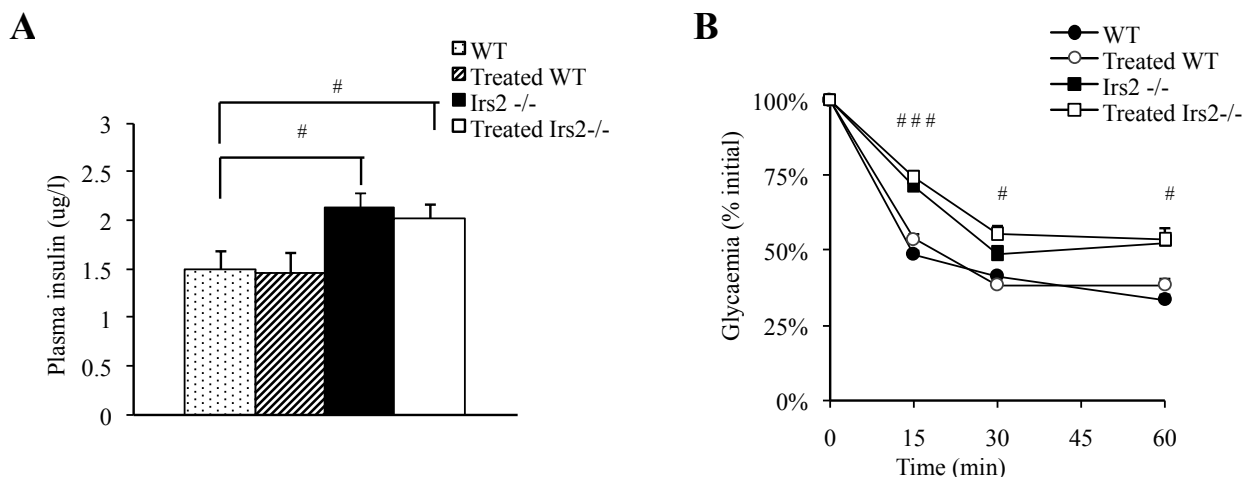 A
WT
Treated WT
Irs2 -/-
Treated Irs2-/-
#
#
3
2.5
2
1.5
1
0.5
0
Plasma insulin (ug/l)
B
WT
Treated WT
Irs2 -/-
Treated Irs2-/-
100%
75%
50%
25%
0%
Glycaemia (% initial)
# # #
#
#
0
15
30
45
60
Time (min)